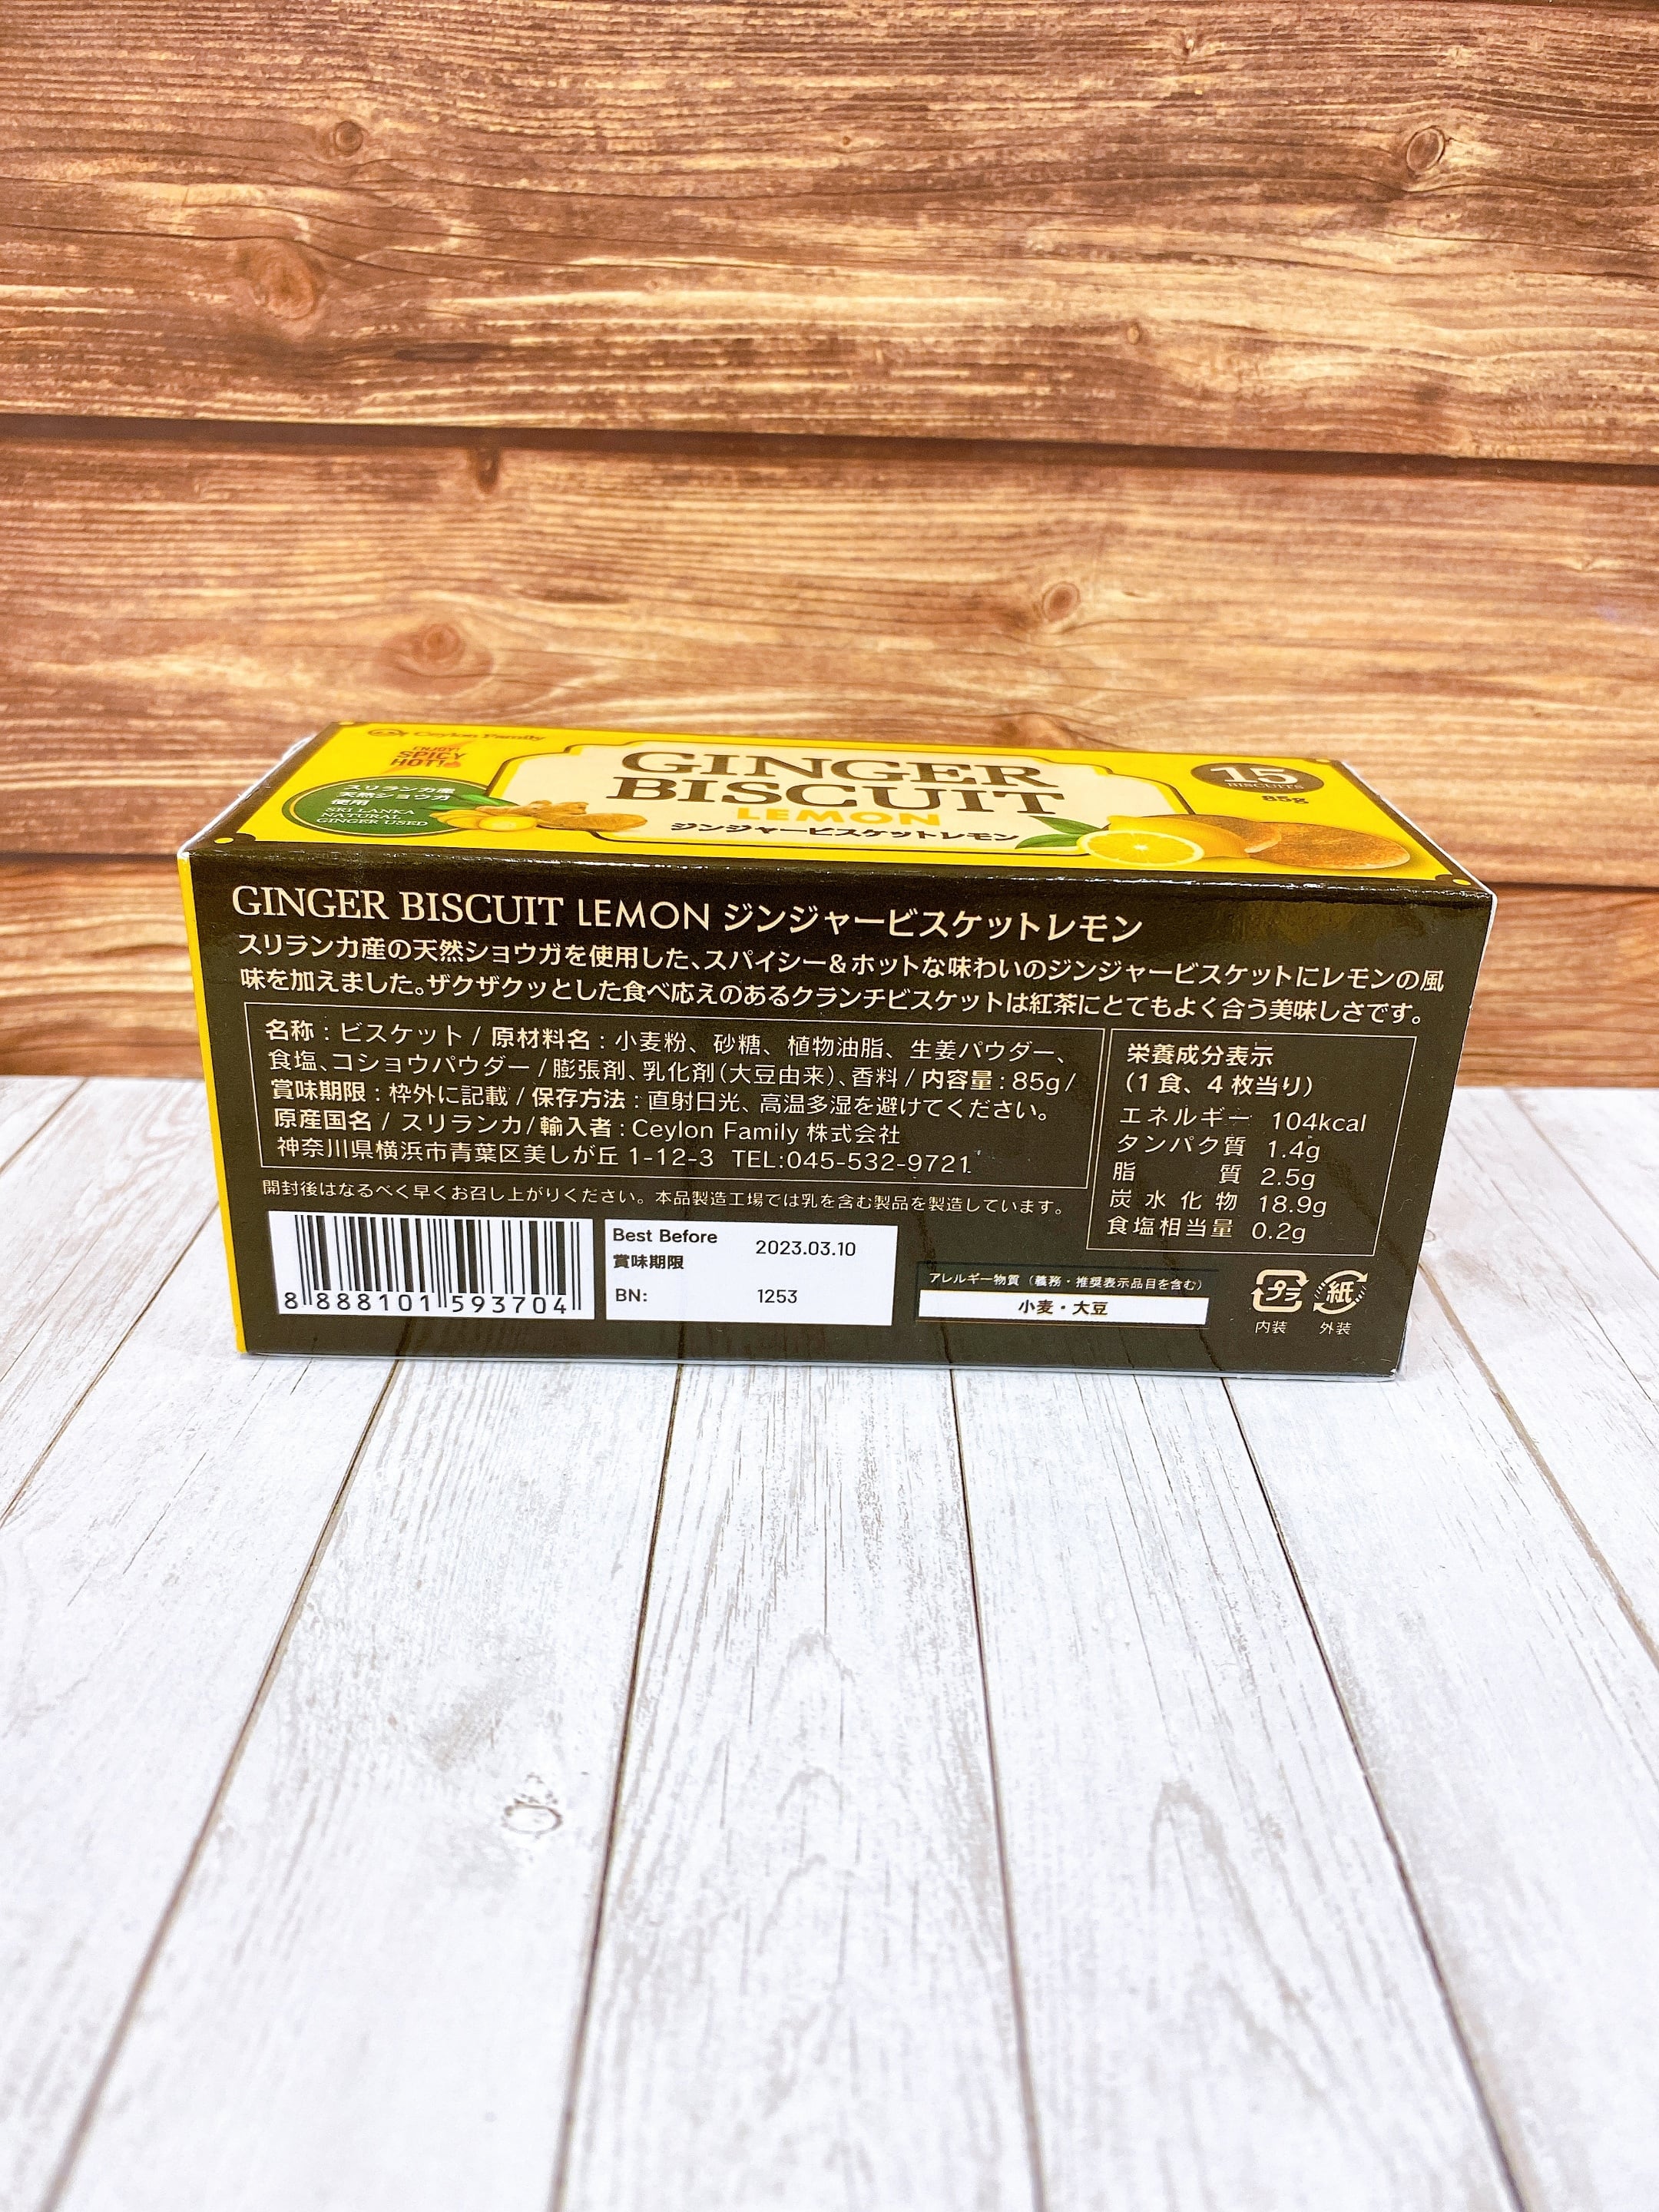 Ceylon Family
ENJOY!
SPICY
HOT!
スリランカ産
天然ショウガ
使用
SRI LANKA
NATURAL
GINGER USED
GINGER
BISCUIT
LEMON
ジンジャービスケットレモン
15
BISCUITS
85g
GINGER BISCUIT LEMON ジンジャービスケットレモン
スリランカ産の天然ショウガを使用した、スパイシー&ホットな味わいのジンジャービスケットにレモンの風
味を加えました。ザクザクッとした食べ応えのあるクランチビスケットは紅茶にとてもよく合う美味しさです。
名称：ビスケット / 原材料名：小麦粉、砂糖、植物油脂、生姜パウダー、
食塩、コショウパウダー / 膨張剤、乳化剤(大豆由来)、香料 / 内容量：85g /
賞味期限：枠外に記載 / 保存方法：直射日光、高温多湿を避けてください。
原産国名 / スリランカ / 輸入者：Ceylon Family 株式会社
神奈川県横浜市青葉区美しが丘 1-12-3 TEL:045-532-9721
栄養成分表示
(1食、4枚当り)
エネルギー 104kcal
タンパク質 1.4g
脂質 2.5g
炭水化物 18.9g
食塩相当量 0.2g
開封後はなるべく早くお召し上がりください。本品製造工場では乳を含む製品を製造しています。
8 888101 593704
Best Before 2023.03.10
賞味期限
BN: 1253
アレルギー物質（義務・推奨表示品目を含む）
小麦・大豆
プラ
内装
紙
外装